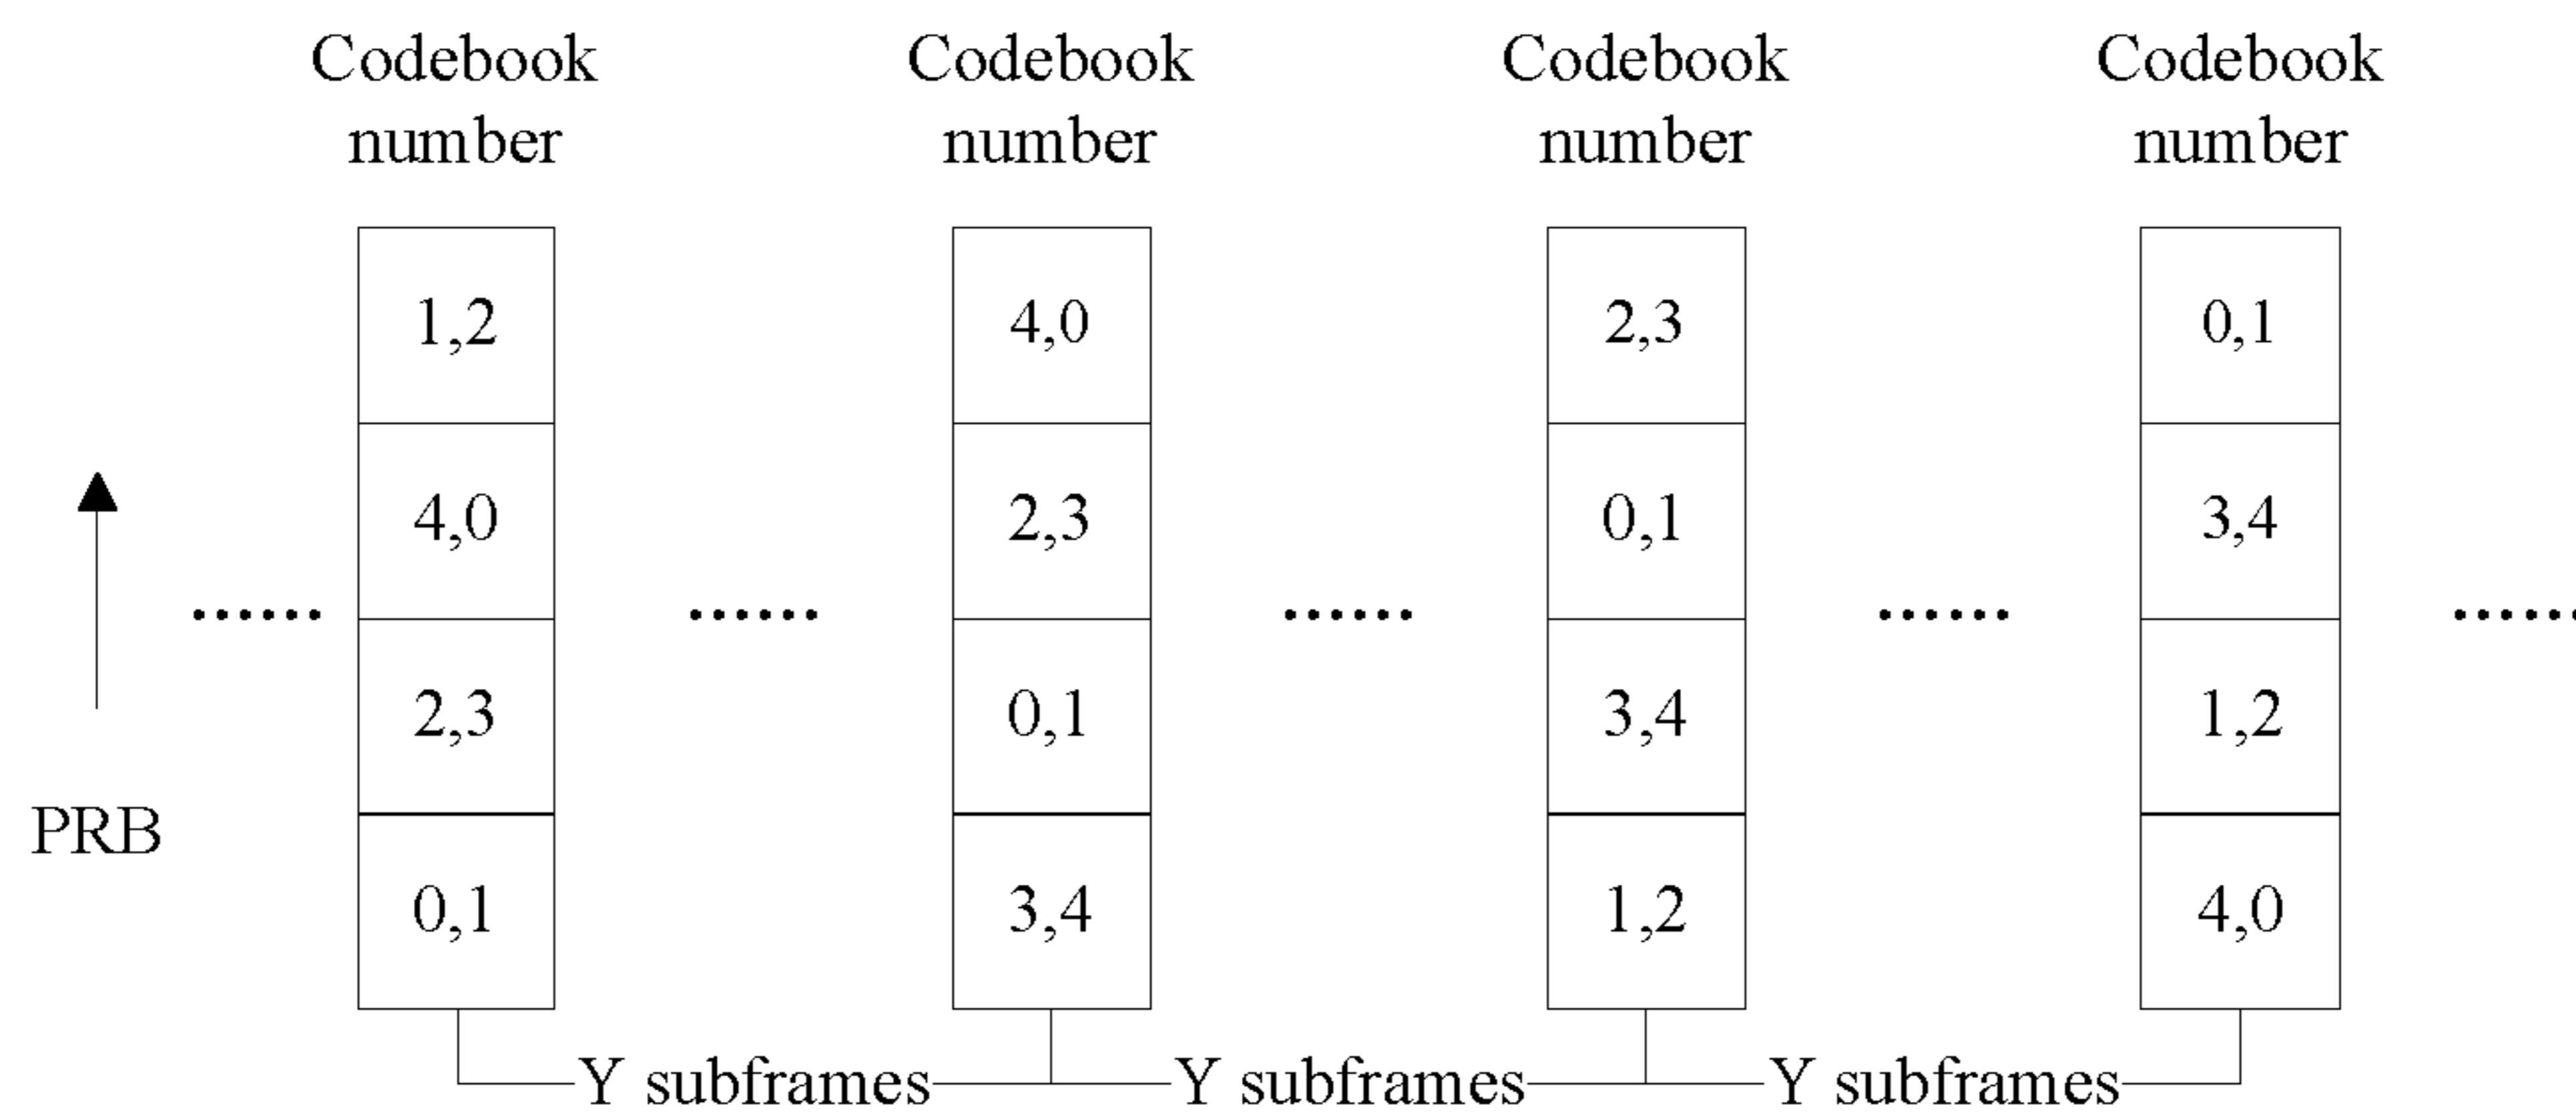 Codebook number
Codebook number
Codebook number
Codebook number
1,2
4,0
2,3
0,1
4,0
2,3
0,1
3,4
2,3
0,1
3,4
1,2
0,1
3,4
1,2
4,0
PRB
......
......
......
......
......
Y subframes
Y subframes
Y subframes